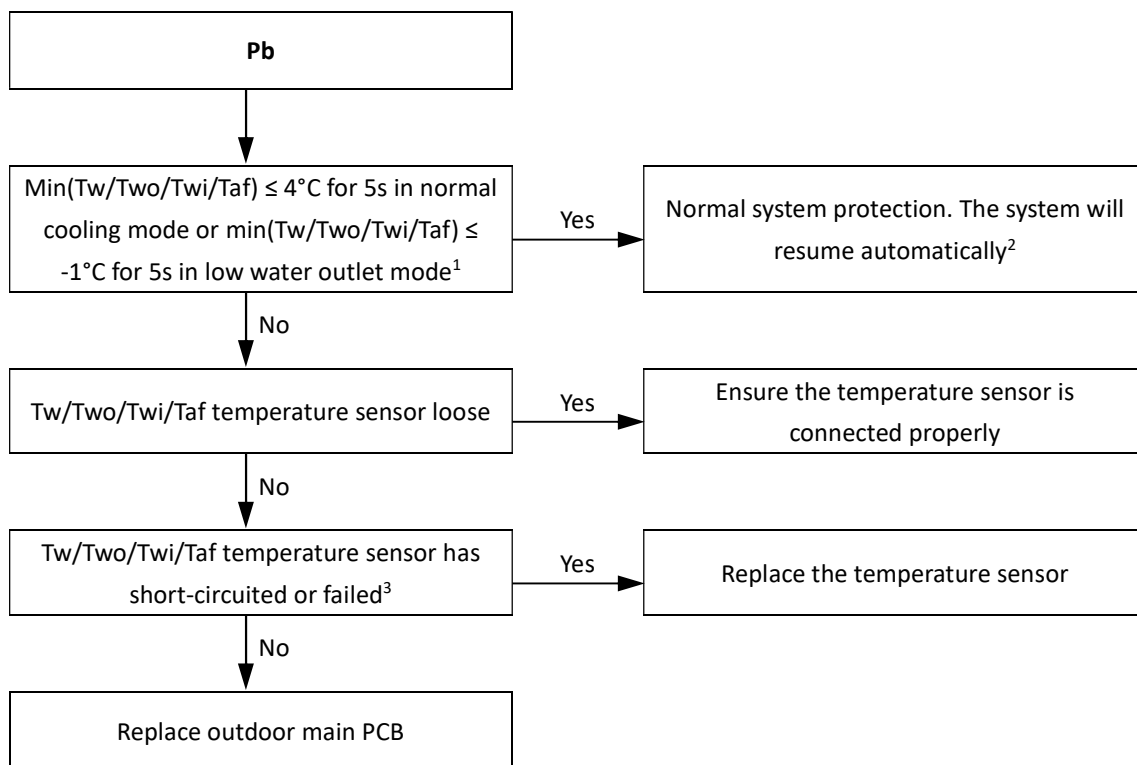 Pb
Min(Tw/Two/Twi/Taf) ≤ 4°C for 5s in normal
cooling mode or min(Tw/Two/Twi/Taf) ≤
-1°C for 5s in low water outlet mode¹
Yes
Normal system protection. The system will
resume automatically²
No
Tw/Two/Twi/Taf temperature sensor loose
Yes
Ensure the temperature sensor is
connected properly
No
Tw/Two/Twi/Taf temperature sensor has
short-circuited or failed³
Yes
Replace the temperature sensor
No
Replace outdoor main PCB